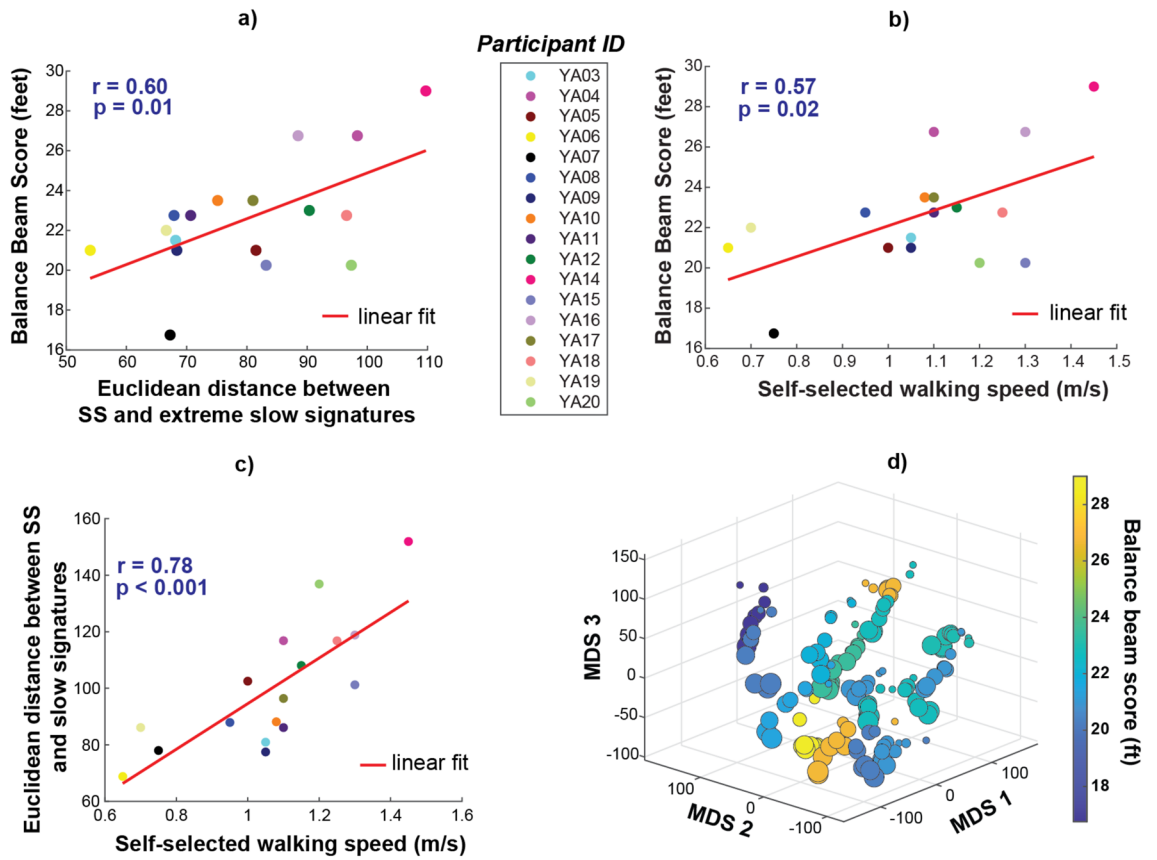 a)
Balance Beam Score (feet)
30
28
26
24
22
20
18
16
r = 0.60
p = 0.01
linear fit
50
60
70
80
90
100
110
Euclidean distance between
SS and extreme slow signatures
Participant ID
YA03
YA04
YA05
YA06
YA07
YA08
YA09
YA10
YA11
YA12
YA14
YA15
YA16
YA17
YA18
YA19
YA20
b)
Balance Beam Score (feet)
30
28
26
24
22
20
18
16
r = 0.57
p = 0.02
linear fit
0.6
0.7
0.8
0.9
1
1.1
1.2
1.3
1.4
1.5
Self-selected walking speed (m/s)
c)
Euclidean distance between SS
and slow signatures
160
140
120
100
80
60
r = 0.78
p < 0.001
linear fit
0.6
0.8
1
1.2
1.4
1.6
Self-selected walking speed (m/s)
d)
MDS 3
150
100
50
0
-50
-100
100
0
-100
MDS 2
-100
0
100
MDS 1
28
26
24
22
20
18
Balance beam score (ft)